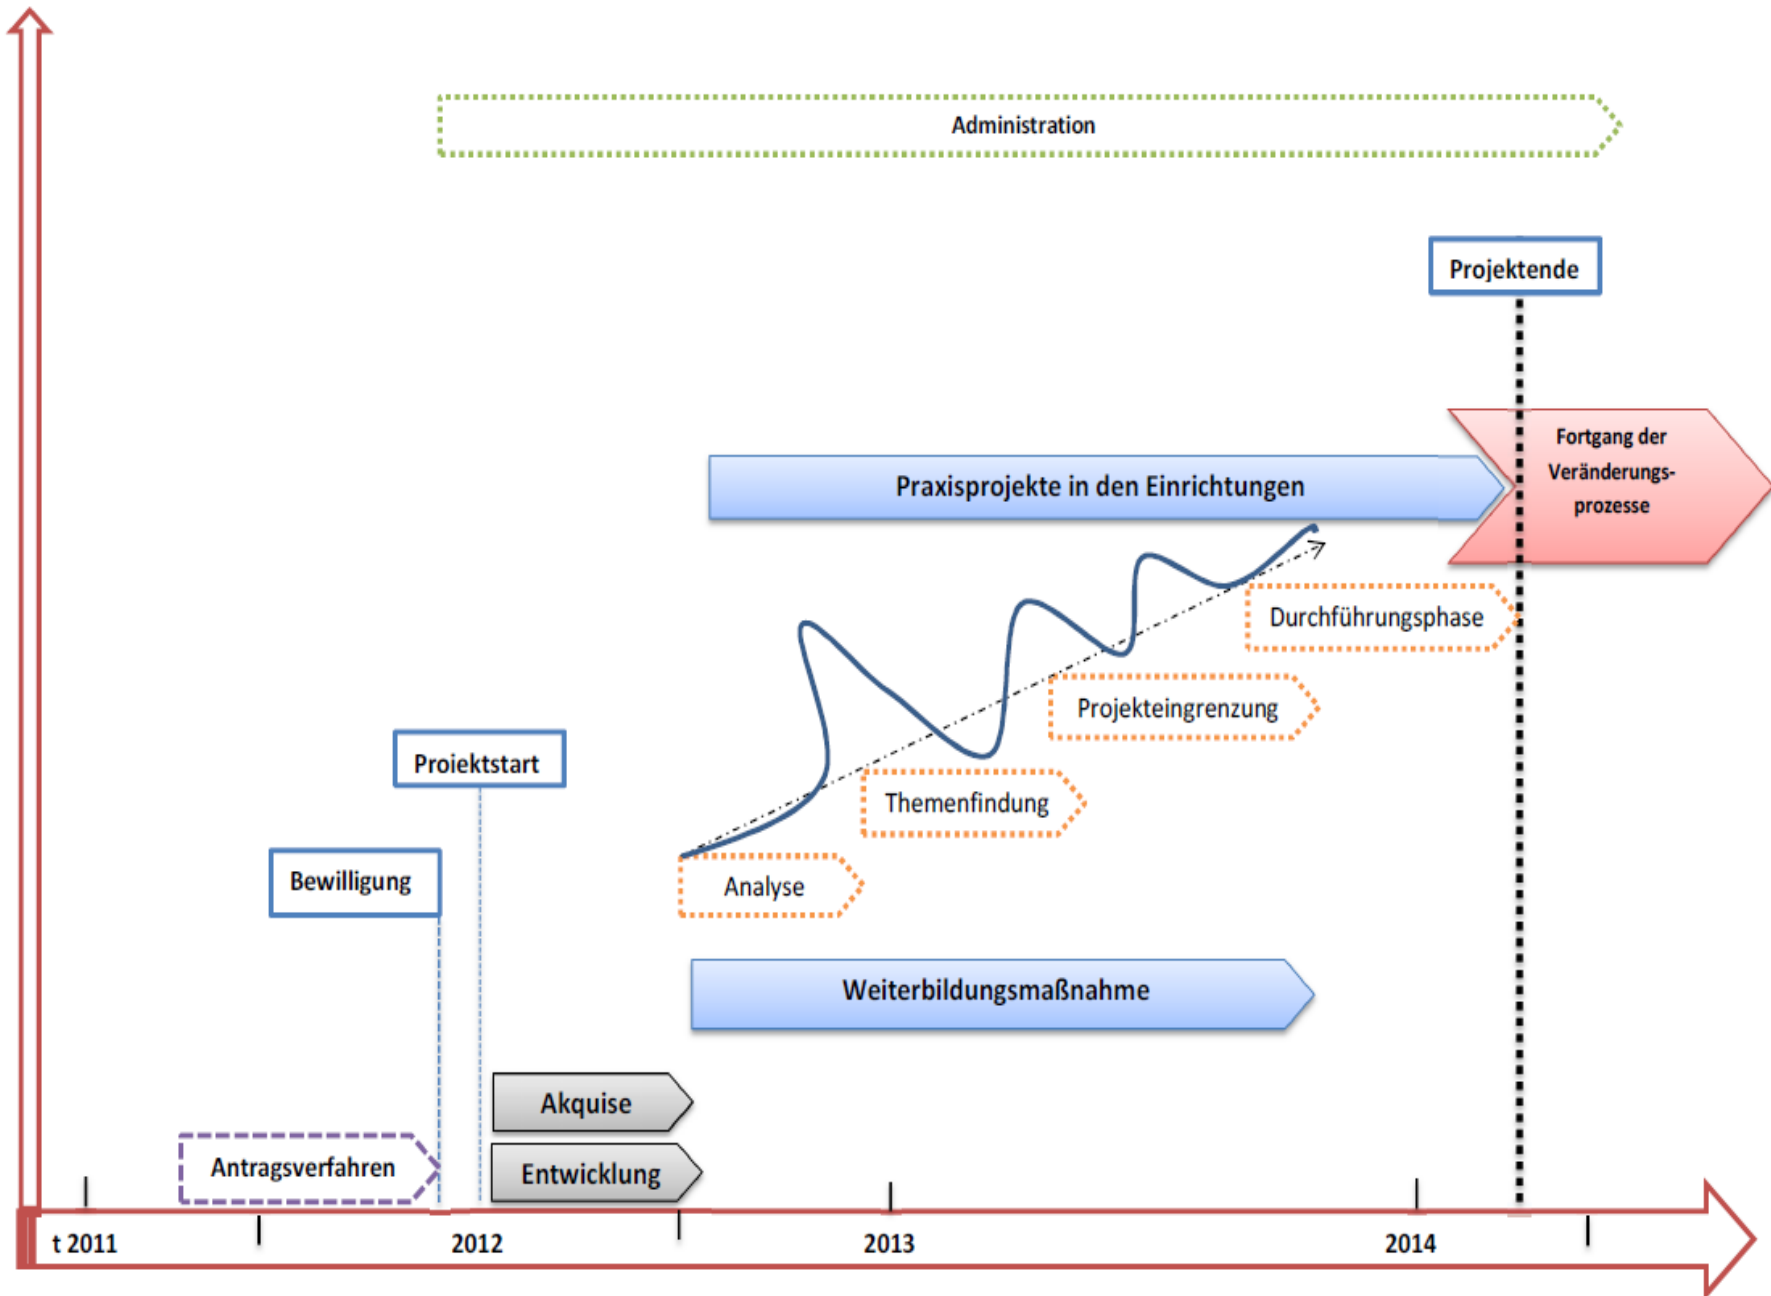 Administration
Projektende
Fortgang der
Veränderungs-
prozesse
Praxisprojekte in den Einrichtungen
Durchführungsphase
Projekteingrenzung
Proiektstart
Themenfindung
Bewilligung
Analyse
Weiterbildungsmaßnahme
Akquise
Antragsverfahren
Entwicklung
t 2011
2012
2013
2014